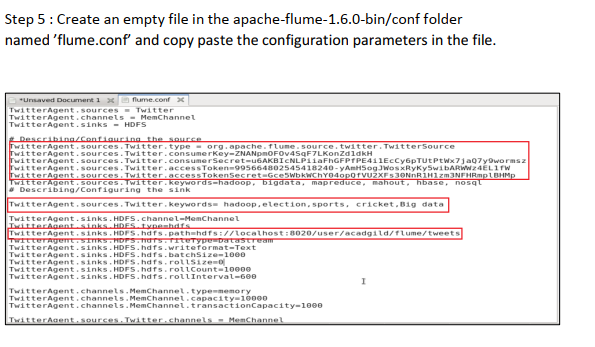 Step 5 : Create an empty file in the apache-flume-1.6.0-bin/conf folder
named ’flume.conf’ and copy paste the configuration parameters in the file.
*Unsaved Document 1 flume.conf
TwitterAgent.sources = Twitter
TwitterAgent.channels = MemChannel
TwitterAgent.sinks = HDFS
# Describing/Configuring the source
TwitterAgent.sources.Twitter.type = org.apache.flume.source.twitter.TwitterSource
TwitterAgent.sources.Twitter.consumerKey=
TwitterAgent.sources.Twitter.consumerSecret=
TwitterAgent.sources.Twitter.accessToken=
TwitterAgent.sources.Twitter.accessTokenSecret=
TwitterAgent.sources.Twitter.keywords=hadoop, bigdata, mapreduce, mahout, hbase, nosql
# Describing/Configuring the sink
TwitterAgent.sources.Twitter.keywords= hadoop,election,sports, cricket,Big data
TwitterAgent.sinks.HDFS.channel=MemChannel
TwitterAgent.sinks.HDFS.type=hdfs
TwitterAgent.sinks.HDFS.hdfs.path=hdfs://localhost:8020/user/acadgild/flume/tweets
TwitterAgent.sinks.HDFS.hdfs.fileType=DataStream
TwitterAgent.sinks.HDFS.hdfs.writeformat=Text
TwitterAgent.sinks.HDFS.hdfs.batchSize=1000
TwitterAgent.sinks.HDFS.hdfs.rollSize=0
TwitterAgent.sinks.HDFS.hdfs.rollCount=10000
TwitterAgent.sinks.HDFS.hdfs.rollInterval=600
TwitterAgent.channels.MemChannel.type=memory
TwitterAgent.channels.MemChannel.capacity=10000
TwitterAgent.channels.MemChannel.transactionCapacity=1000
TwitterAgent.sources.Twitter.channels = MemChannel